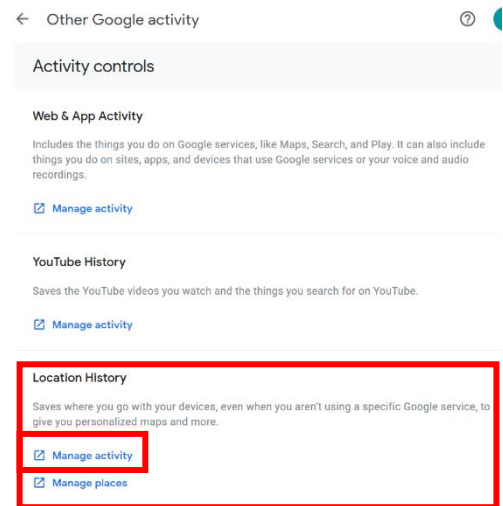 Other Google activity
Activity controls
Web & App Activity
Includes the things you do on Google services, like Maps, Search, and Play. It can also include
things you do on sites, apps, and devices that use Google services or your voice and audio
recordings.
Manage activity
YouTube History
Saves the YouTube videos you watch and the things you search for on YouTube.
Manage activity
Location History
Saves where you go with your devices, even when you aren't using a specific Google service, to
give you personalized maps and more.
Manage activity
Manage places